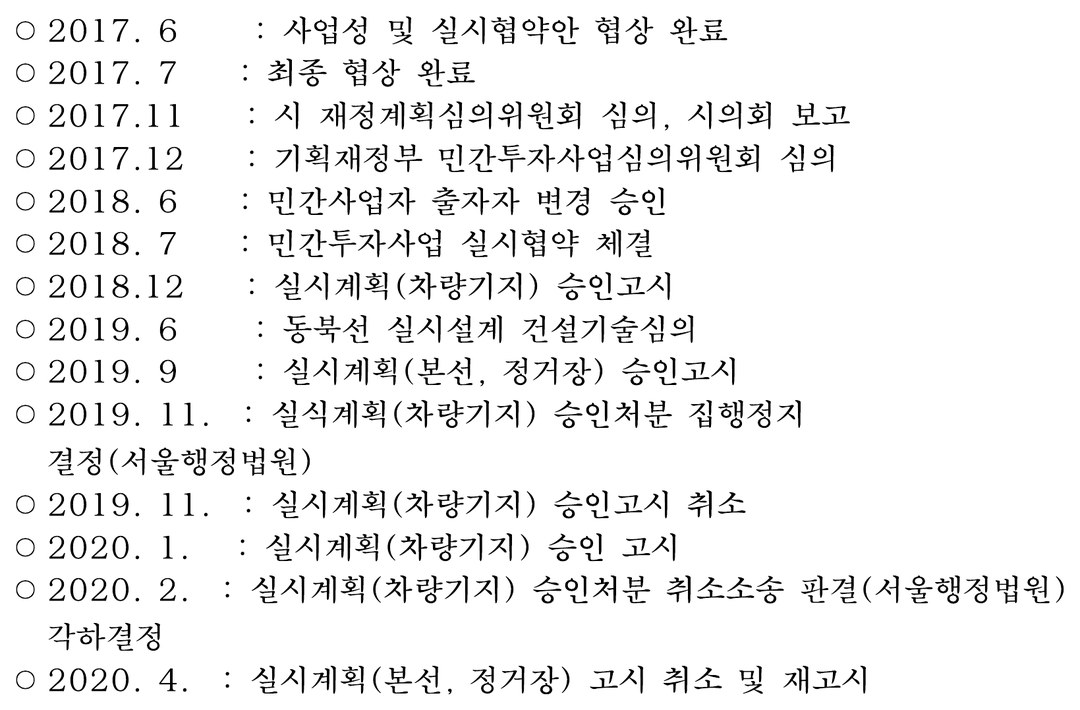 ○ 2017. 6 : 사업성 및 실시협약안 협상 완료
○ 2017. 7 : 최종 협상 완료
○ 2017.11 : 시 재정계획심의위원회 심의, 시의회 보고
○ 2017.12 : 기획재정부 민간투자사업심의위원회 심의
○ 2018. 6 : 민간사업자 출자자 변경 승인
○ 2018. 7 : 민간투자사업 실시협약 체결
○ 2018.12 : 실시계획(차량기지) 승인고시
○ 2019. 6 : 동북선 실시설계 건설기술심의
○ 2019. 9 : 실시계획(본선, 정거장) 승인고시
○ 2019. 11. : 실식계획(차량기지) 승인처분 집행정지
결정(서울행정법원)
○ 2019. 11. : 실시계획(차량기지) 승인고시 취소
○ 2020. 1. : 실시계획(차량기지) 승인 고시
○ 2020. 2. : 실시계획(차량기지) 승인처분 취소소송 판결(서울행정법원)
각하결정
○ 2020. 4. : 실시계획(본선, 정거장) 고시 취소 및 재고시